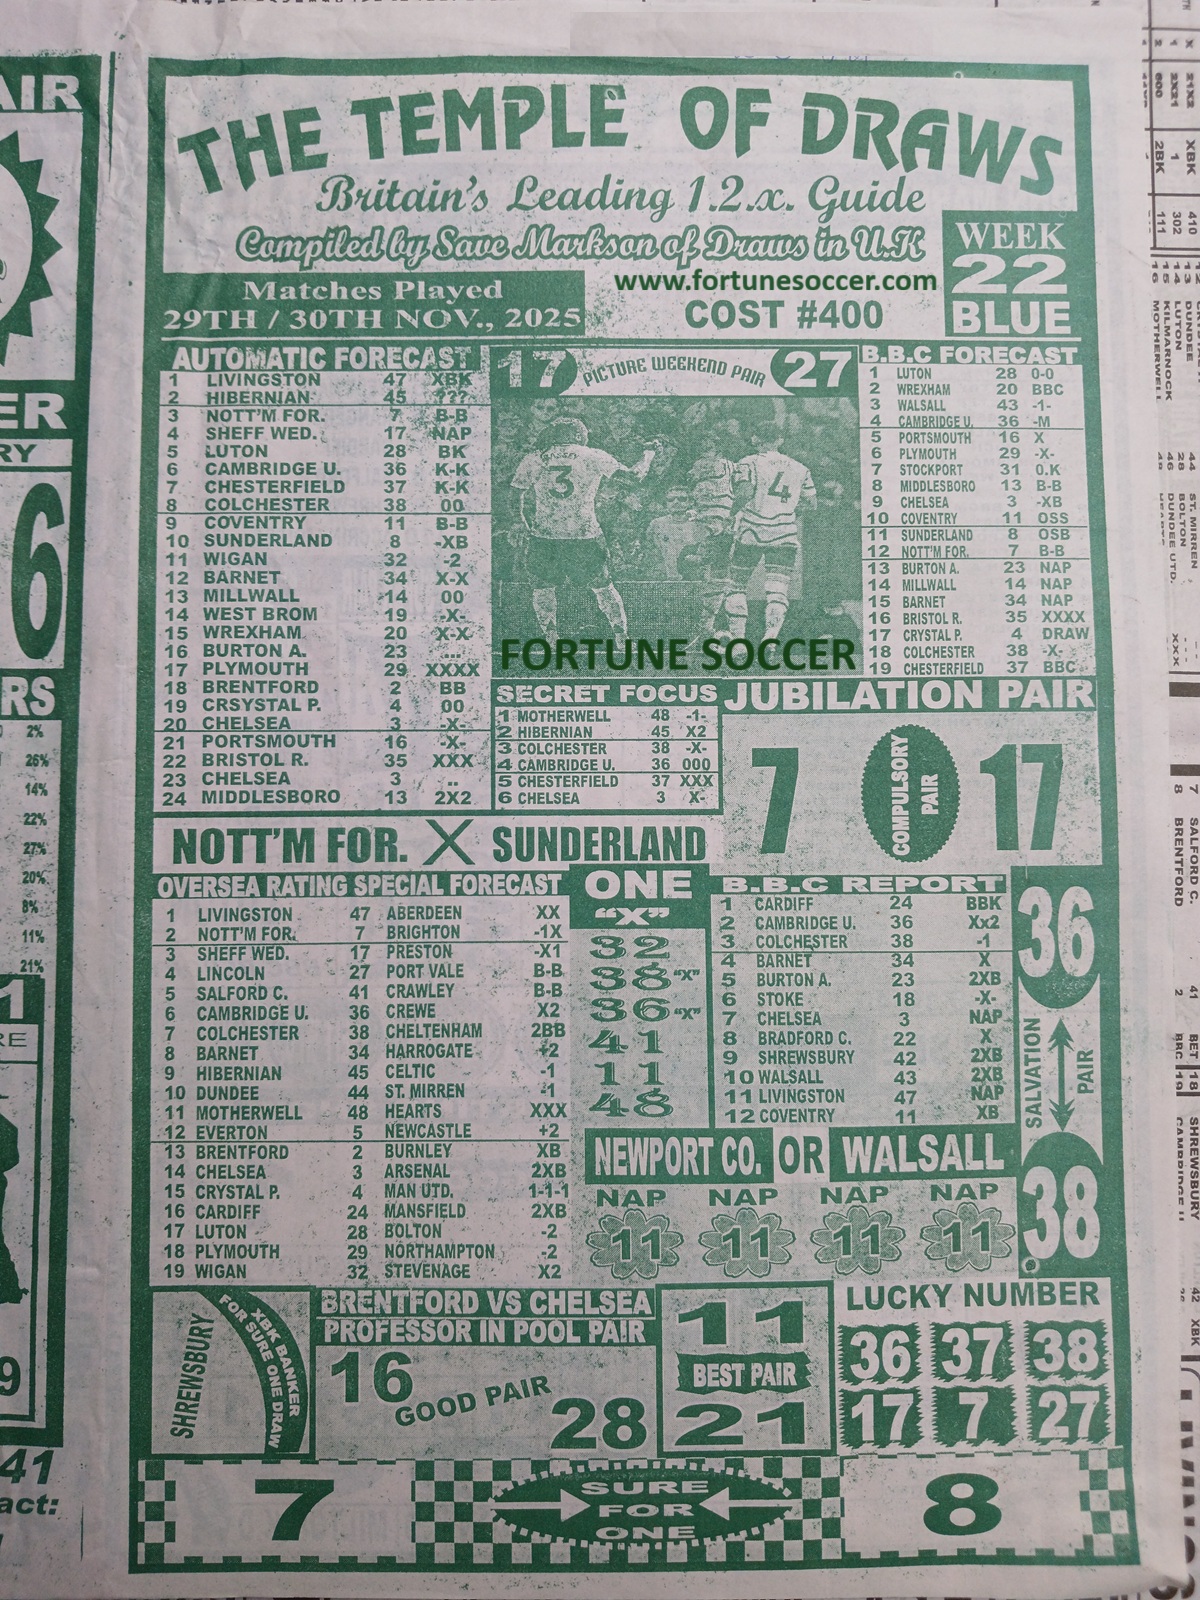 THE TEMPLE OF DRAWS
Britain's Leading 1.2.x. Guide
Compiled by Save Markson of Draws in U.K
www.fortunesoccer.com
WEEK
22
BLUE
Matches Played
29TH / 30TH NOV., 2025
COST #400
AUTOMATIC FORECAST
1 LIVINGSTON 47 XBK
2 HIBERNIAN 45 ???
3 NOTT'M FOR. 7 B-B
4 SHEFF WED. 17 NAP
5 LUTON 28 BK
6 CAMBRIDGE U. 36 K-K
7 CHESTERFIELD 37 K-K
8 COLCHESTER 38 00
9 COVENTRY 11 B-B
10 SUNDERLAND 8 -XB
11 WIGAN 32 -2
12 BARNET 34 X-X
13 MILLWALL 14 00
14 WEST BROM 19 -X-
15 WREXHAM 20 X-X
16 BURTON A. 23 ....
17 PLYMOUTH 29 XXXX
18 BRENTFORD 2 BB
19 CRSYSTAL P. 4 00
20 CHELSEA 3 -X-
21 PORTSMOUTH 16 -X-
22 BRISTOL R. 35 XXX
23 CHELSEA 3 ..
24 MIDDLESBORO 13 2X2
17 PICTURE WEEKEND PAIR 27
3
4
FORTUNE SOCCER
B.B.C FORECAST
1 LUTON 28 0-0
2 WREXHAM 20 BBC
3 WALSALL 43 -1-
4 CAMBRIDGE U. 36 -M
5 PORTSMOUTH 16 X
6 PLYMOUTH 29 -X-
7 STOCKPORT 31 0.K
8 MIDDLESBORO 13 B-B
9 CHELSEA 3 -XB
10 COVENTRY 11 OSS
11 SUNDERLAND 8 OSB
12 NOTT'M FOR. 7 B-B
13 BURTON A. 23 NAP
14 MILLWALL 14 NAP
15 BARNET 34 NAP
16 BRISTOL R. 35 XXXX
17 CRYSTAL P. 4 DRAW
18 COLCHESTER 38 -X-
19 CHESTERFIELD 37 BBC
SECRET FOCUS
1 MOTHERWELL 48 -1-
2 HIBERNIAN 45 X2
3 COLCHESTER 38 -X-
4 CAMBRIDGE U. 36 000
5 CHESTERFIELD 37 XXX
6 CHELSEA 3 X-
JUBILATION PAIR
7 COMPULSORY PAIR 17
NOTT'M FOR. X SUNDERLAND
OVERSEA RATING SPECIAL FORECAST
1 LIVINGSTON 47 ABERDEEN XX
2 NOTT'M FOR. 7 BRIGHTON -1X
3 SHEFF WED. 17 PRESTON -X1
4 LINCOLN 27 PORT VALE B-B
5 SALFORD C. 41 CRAWLEY B-B
6 CAMBRIDGE U. 36 CREWE X2
7 COLCHESTER 38 CHELTENHAM 2BB
8 BARNET 34 HARROGATE +2
9 HIBERNIAN 45 CELTIC -1
10 DUNDEE 44 ST. MIRREN -1
11 MOTHERWELL 48 HEARTS XXX
12 EVERTON 5 NEWCASTLE +2
13 BRENTFORD 2 BURNLEY XB
14 CHELSEA 3 ARSENAL 2XB
15 CRYSTAL P. 4 MAN UTD. 1-1-1
16 CARDIFF 24 MANSFIELD 2XB
17 LUTON 28 BOLTON -2
18 PLYMOUTH 29 NORTHAMPTON -2
19 WIGAN 32 STEVENAGE X2
ONE
"X"
32
38 "X"
36 "X"
41
11
48
B.B.C REPORT
1 CARDIFF 24 BBK
2 CAMBRIDGE U. 36 Xx2
3 COLCHESTER 38 -1
4 BARNET 34 X
5 BURTON A. 23 2XB
6 STOKE 18 -X-
7 CHELSEA 3 NAP
8 BRADFORD C. 22 X
9 SHREWSBURY 42 2XB
10 WALSALL 43 2XB
11 LIVINGSTON 47 NAP
12 COVENTRY 11 XB
36
SALVATION PAIR
38
NEWPORT CO. OR WALSALL
NAP NAP NAP NAP
11 11 11 11
SHREWSBURY
XBK BANKER
FOR SURE ONE DRAW
BRENTFORD VS CHELSEA
PROFESSOR IN POOL PAIR
16 GOOD PAIR 28
11
BEST PAIR
21
LUCKY NUMBER
36 37 38
17 7 27
7
SURE
FOR
ONE
8
AIR
ER
RY
6
RS
2%
26%
14%
22%
27%
20%
8%
11%
21%
1
RE
9
41
act: